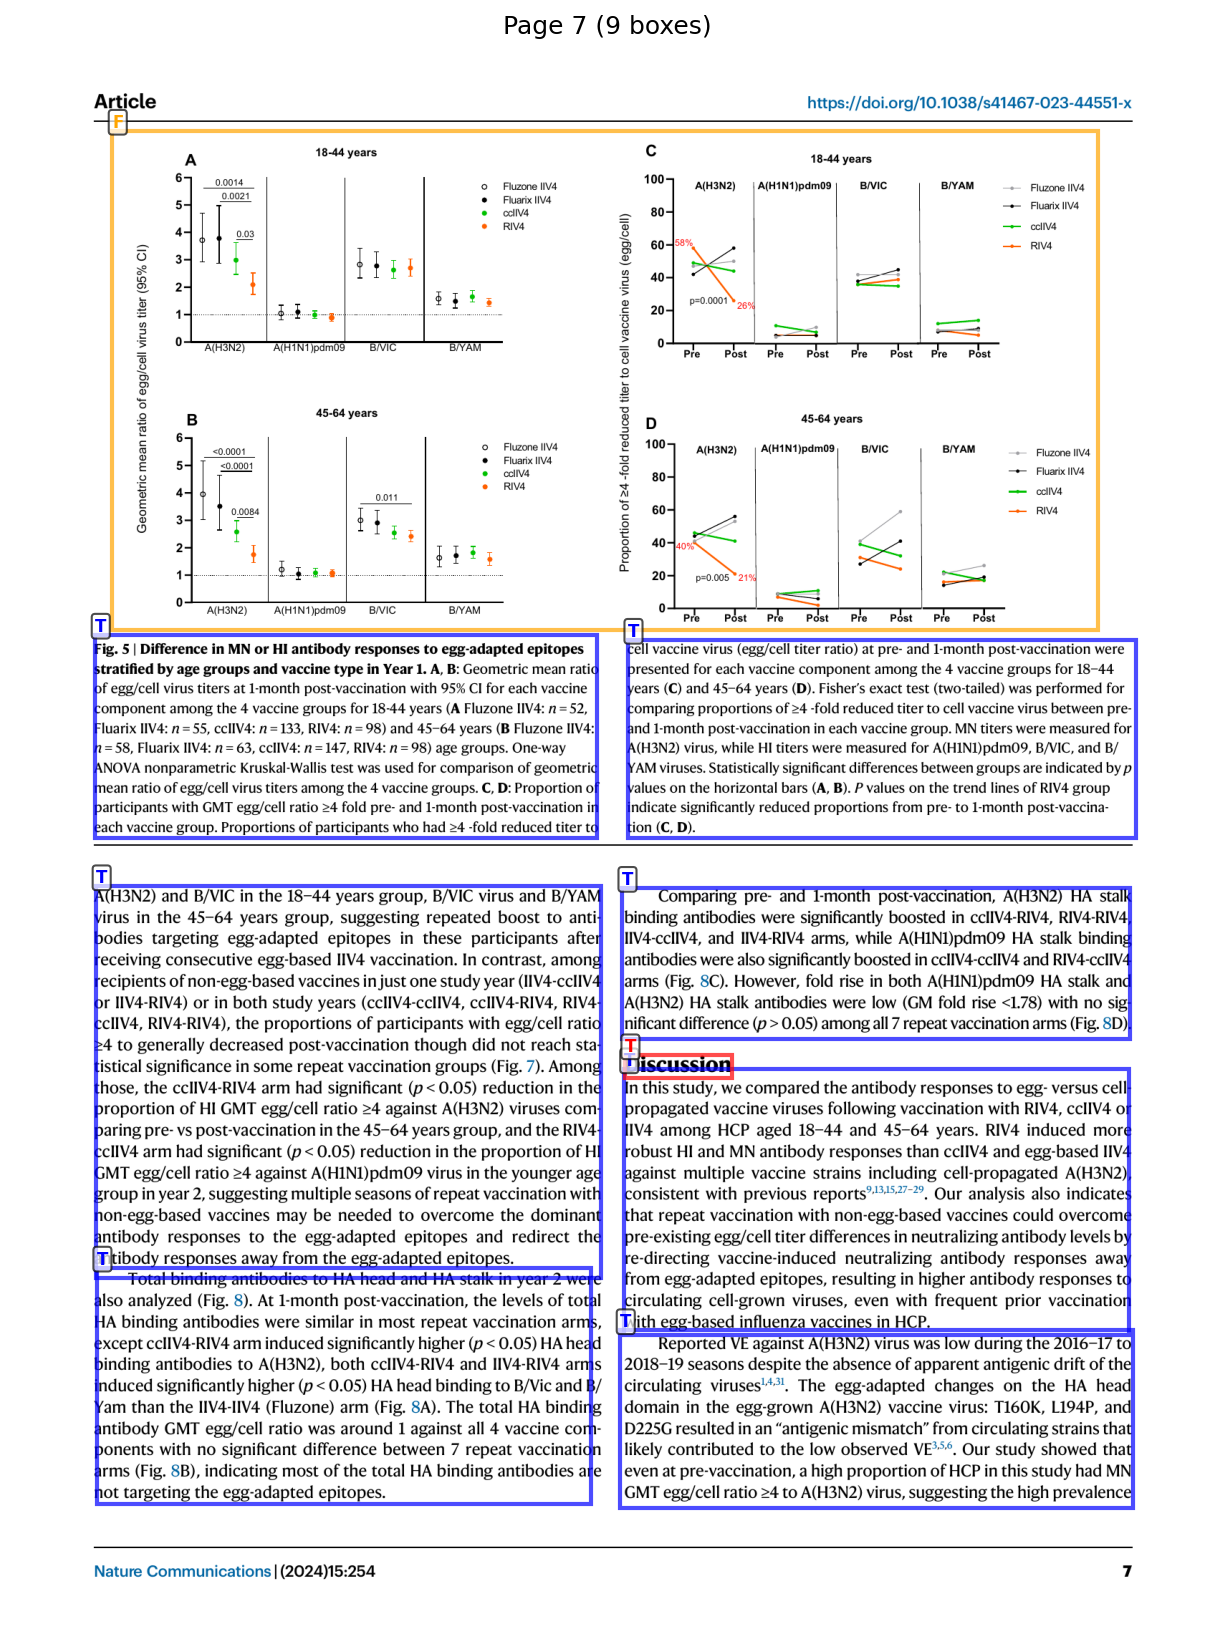 Page 7 (9 boxes)
Article
https://doi.org/10.1038/s41467-023-44551-x
F
A
18-44 years
Geometric mean ratio of egg/cell virus titer (95% CI)
6
5
4
3
2
1
0
0.0014
0.0021
0.03
A(H3N2)
A(H1N1)pdm09
B/VIC
B/YAM
Fluzone IIV4
Fluarix IIV4
ccIIV4
RIV4
B
45-64 years
6
5
4
3
2
1
0
<0.0001
<0.0001
0.0084
0.011
A(H3N2)
A(H1N1)pdm09
B/VIC
B/YAM
Fluzone IIV4
Fluarix IIV4
ccIIV4
RIV4
C
18-44 years
Proportion of ≥4 -fold reduced titer to cell vaccine virus (egg/cell)
100
80
60
40
20
0
A(H3N2)
A(H1N1)pdm09
B/VIC
B/YAM
58%
p=0.0001
26%
Pre Post Pre Post Pre Post Pre Post
Fluzone IIV4
Fluarix IIV4
ccIIV4
RIV4
D
45-64 years
100
80
60
40
20
0
A(H3N2)
A(H1N1)pdm09
B/VIC
B/YAM
40%
p=0.005
21%
Pre Post Pre Post Pre Post Pre Post
Fluzone IIV4
Fluarix IIV4
ccIIV4
RIV4
T
Fig. 5 | Difference in MN or HI antibody responses to egg-adapted epitopes
stratified by age groups and vaccine type in Year 1. A, B: Geometric mean ratio
of egg/cell virus titers at 1-month post-vaccination with 95% CI for each vaccine
component among the 4 vaccine groups for 18-44 years (A Fluzone IIV4: n = 52,
Fluarix IIV4: n = 55, ccIIV4: n = 133, RIV4: n = 98) and 45–64 years (B Fluzone IIV4:
n = 58, Fluarix IIV4: n = 63, ccIIV4: n = 147, RIV4: n = 98) age groups. One-way
ANOVA nonparametric Kruskal-Wallis test was used for comparison of geometric
mean ratio of egg/cell virus titers among the 4 vaccine groups. C, D: Proportion of
participants with GMT egg/cell ratio ≥4 fold pre- and 1-month post-vaccination in
each vaccine group. Proportions of participants who had ≥4 -fold reduced titer to
T
cell vaccine virus (egg/cell titer ratio) at pre- and 1-month post-vaccination were
presented for each vaccine component among the 4 vaccine groups for 18–44
years (C) and 45–64 years (D). Fisher's exact test (two-tailed) was performed for
comparing proportions of ≥4 -fold reduced titer to cell vaccine virus between pre-
and 1-month post-vaccination in each vaccine group. MN titers were measured for
A(H3N2) virus, while HI titers were measured for A(H1N1)pdm09, B/VIC, and B/
YAM viruses. Statistically significant differences between groups are indicated by p
values on the horizontal bars (A, B). P values on the trend lines of RIV4 group
indicate significantly reduced proportions from pre- to 1-month post-vaccina-
tion (C, D).
T
A(H3N2) and B/VIC in the 18–44 years group, B/VIC virus and B/YAM
virus in the 45–64 years group, suggesting repeated boost to anti-
bodies targeting egg-adapted epitopes in these participants after
receiving consecutive egg-based IIV4 vaccination. In contrast, among
recipients of non-egg-based vaccines in just one study year (IIV4-ccIIV4
or IIV4-RIV4) or in both study years (ccIIV4-ccIIV4, ccIIV4-RIV4, RIV4-
ccIIV4, RIV4-RIV4), the proportions of participants with egg/cell ratio
≥4 to generally decreased post-vaccination though did not reach sta-
tistical significance in some repeat vaccination groups (Fig. 7). Among
those, the ccIIV4-RIV4 arm had significant (p < 0.05) reduction in the
proportion of HI GMT egg/cell ratio ≥4 against A(H3N2) viruses com-
paring pre- vs post-vaccination in the 45–64 years group, and the RIV4-
ccIIV4 arm had significant (p < 0.05) reduction in the proportion of HI
GMT egg/cell ratio ≥4 against A(H1N1)pdm09 virus in the younger age
group in year 2, suggesting multiple seasons of repeat vaccination with
non-egg-based vaccines may be needed to overcome the dominant
antibody responses to the egg-adapted epitopes and redirect the
T
tibody responses away from the egg-adapted epitopes.
Total binding antibodies to HA head and HA stalk in year 2 were
also analyzed (Fig. 8). At 1-month post-vaccination, the levels of total
HA binding antibodies were similar in most repeat vaccination arms,
except ccIIV4-RIV4 arm induced significantly higher (p < 0.05) HA head
binding antibodies to A(H3N2), both ccIIV4-RIV4 and IIV4-RIV4 arms
induced significantly higher (p < 0.05) HA head binding to B/Vic and B/
Yam than the IIV4-IIV4 (Fluzone) arm (Fig. 8A). The total HA binding
antibody GMT egg/cell ratio was around 1 against all 4 vaccine com-
ponents with no significant difference between 7 repeat vaccination
arms (Fig. 8B), indicating most of the total HA binding antibodies are
not targeting the egg-adapted epitopes.
T
Comparing pre- and 1-month post-vaccination, A(H3N2) HA stalk
binding antibodies were significantly boosted in ccIIV4-RIV4, RIV4-RIV4,
IIV4-ccIIV4, and IIV4-RIV4 arms, while A(H1N1)pdm09 HA stalk binding
antibodies were also significantly boosted in ccIIV4-ccIIV4 and RIV4-ccIIV4
arms (Fig. 8C). However, fold rise in both A(H1N1)pdm09 HA stalk and
A(H3N2) HA stalk antibodies were low (GM fold rise <1.78) with no sig-
nificant difference (p > 0.05) among all 7 repeat vaccination arms (Fig. 8D).
T
T
iscussion
In this study, we compared the antibody responses to egg- versus cell-
propagated vaccine viruses following vaccination with RIV4, ccIIV4 or
IIV4 among HCP aged 18–44 and 45–64 years. RIV4 induced more
robust HI and MN antibody responses than ccIIV4 and egg-based IIV4
against multiple vaccine strains including cell-propagated A(H3N2),
consistent with previous reports9,13,15,27–29. Our analysis also indicates
that repeat vaccination with non-egg-based vaccines could overcome
pre-existing egg/cell titer differences in neutralizing antibody levels by
re-directing vaccine-induced neutralizing antibody responses away
from egg-adapted epitopes, resulting in higher antibody responses to
circulating cell-grown viruses, even with frequent prior vaccination
T
ith egg-based influenza vaccines in HCP.
Reported VE against A(H3N2) virus was low during the 2016–17 to
2018–19 seasons despite the absence of apparent antigenic drift of the
circulating viruses1,4,31. The egg-adapted changes on the HA head
domain in the egg-grown A(H3N2) vaccine virus: T160K, L194P, and
D225G resulted in an “antigenic mismatch” from circulating strains that
likely contributed to the low observed VE3,5,6. Our study showed that
even at pre-vaccination, a high proportion of HCP in this study had MN
GMT egg/cell ratio ≥4 to A(H3N2) virus, suggesting the high prevalence
Nature Communications | (2024)15:254
7